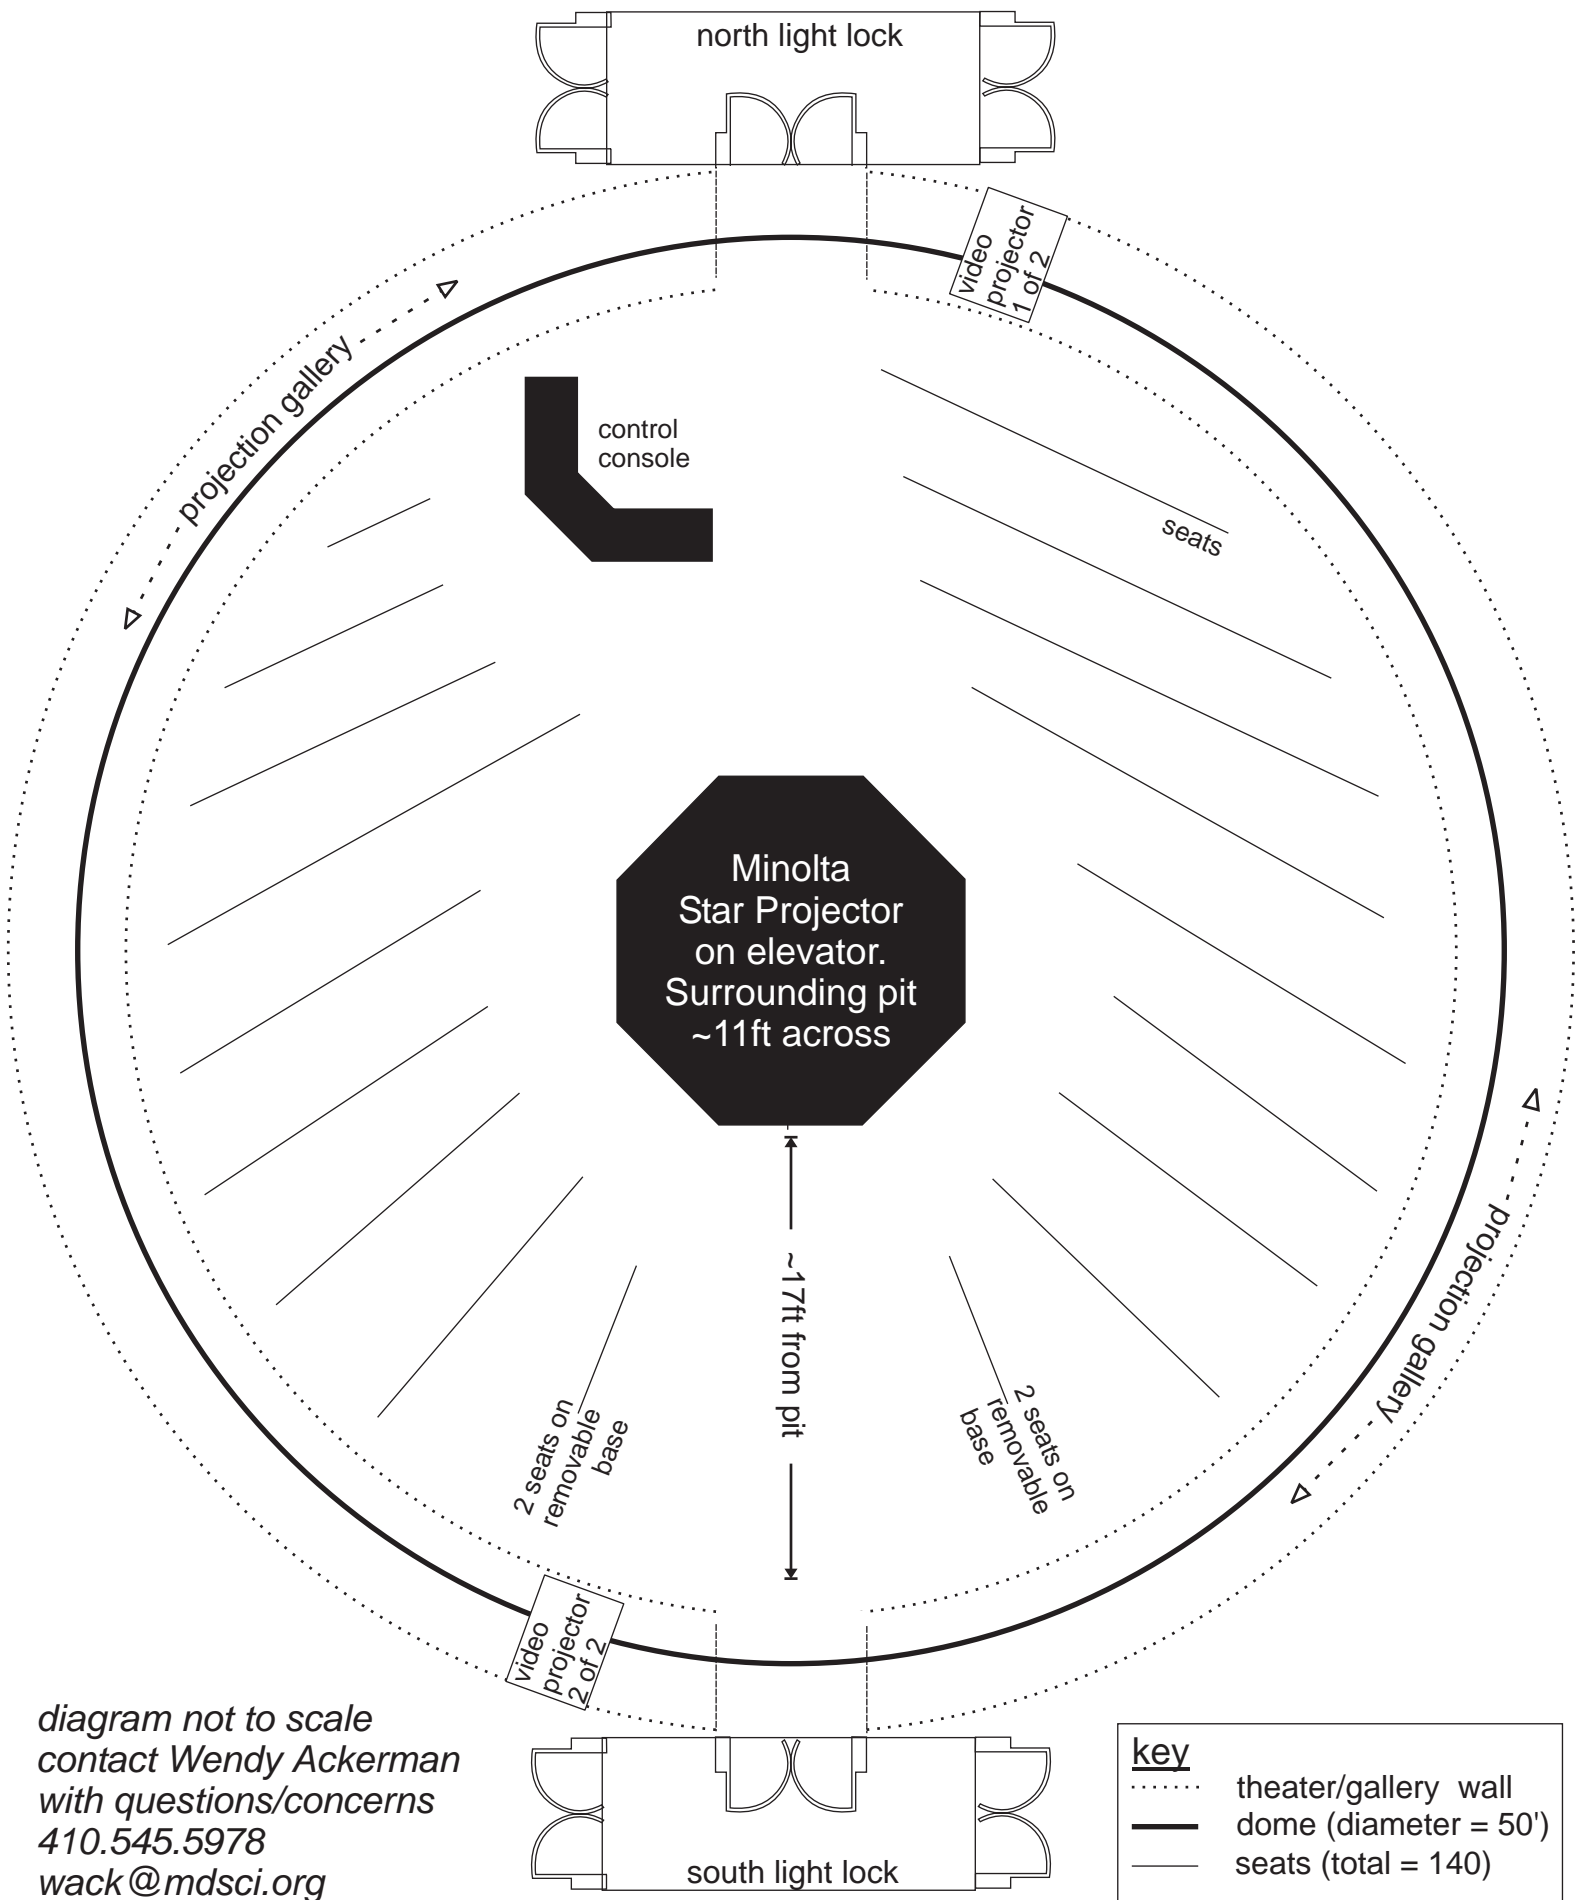 north light lock
video
projector
1 of 2
projection gallery
control
console
seats
Minolta
Star Projector
on elevator.
Surrounding pit
~11ft across
projection gallery
~17ft from pit
2 seats on
removable
base
2 seats on
removable
base
video
projector
2 of 2
diagram not to scale
contact Wendy Ackerman
with questions/concerns
410.545.5978
wack@mdsci.org
south light lock
key
theater/gallery wall
dome (diameter = 50')
seats (total = 140)